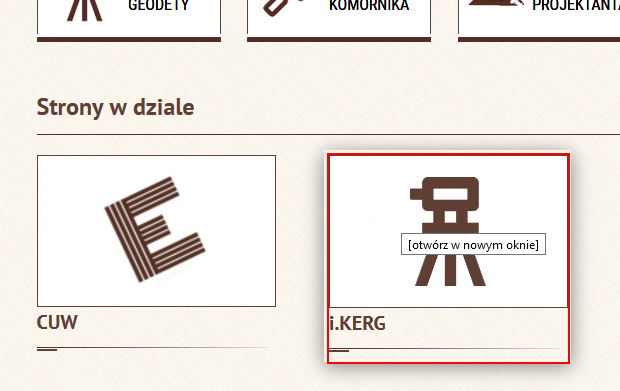 GEODETY
KOMORNIKA
PROJEKTANTA
Strony w dziale
[otwórz w nowym oknie]
CUW
i.KERG